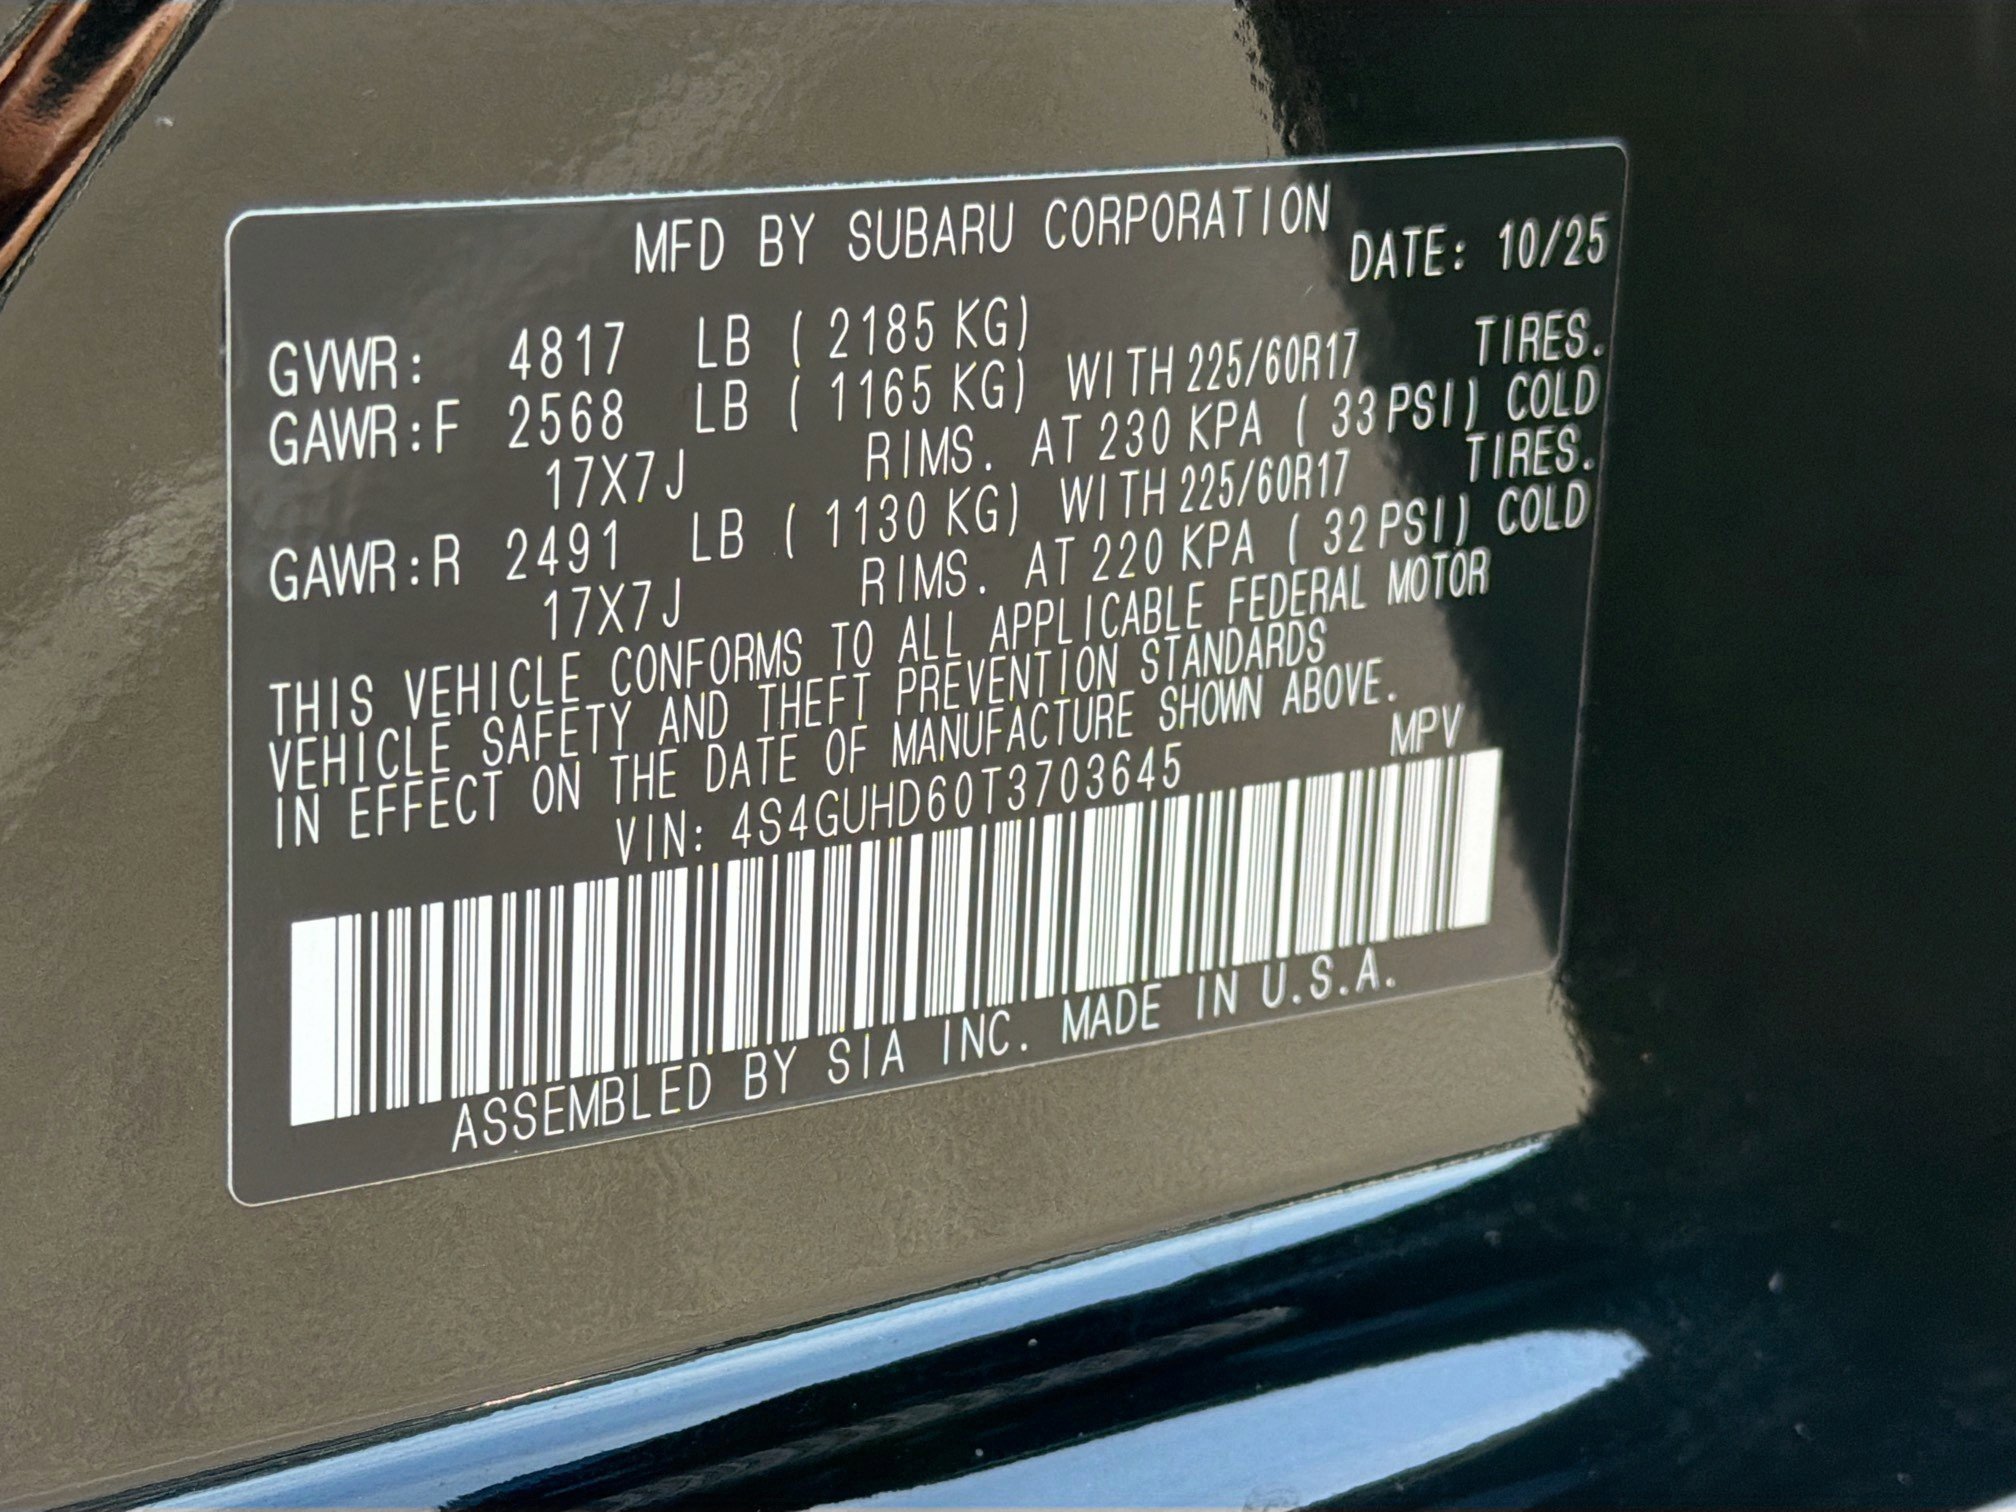 MFD BY SUBARU CORPORATION DATE: 10/25
GVWR: 4817 LB ( 2185 KG)
GAWR:F 2568 LB ( 1165 KG) WITH 225/60R17 TIRES.
17X7J RIMS. AT 230 KPA ( 33 PSI) COLD
GAWR:R 2491 LB ( 1130 KG) WITH 225/60R17 TIRES.
17X7J RIMS. AT 220 KPA ( 32 PSI) COLD
THIS VEHICLE CONFORMS TO ALL APPLICABLE FEDERAL MOTOR
VEHICLE SAFETY AND THEFT PREVENTION STANDARDS
IN EFFECT ON THE DATE OF MANUFACTURE SHOWN ABOVE.
VIN: 4S4GUHD60T3703645 MPV
ASSEMBLED BY SIA INC. MADE IN U.S.A.